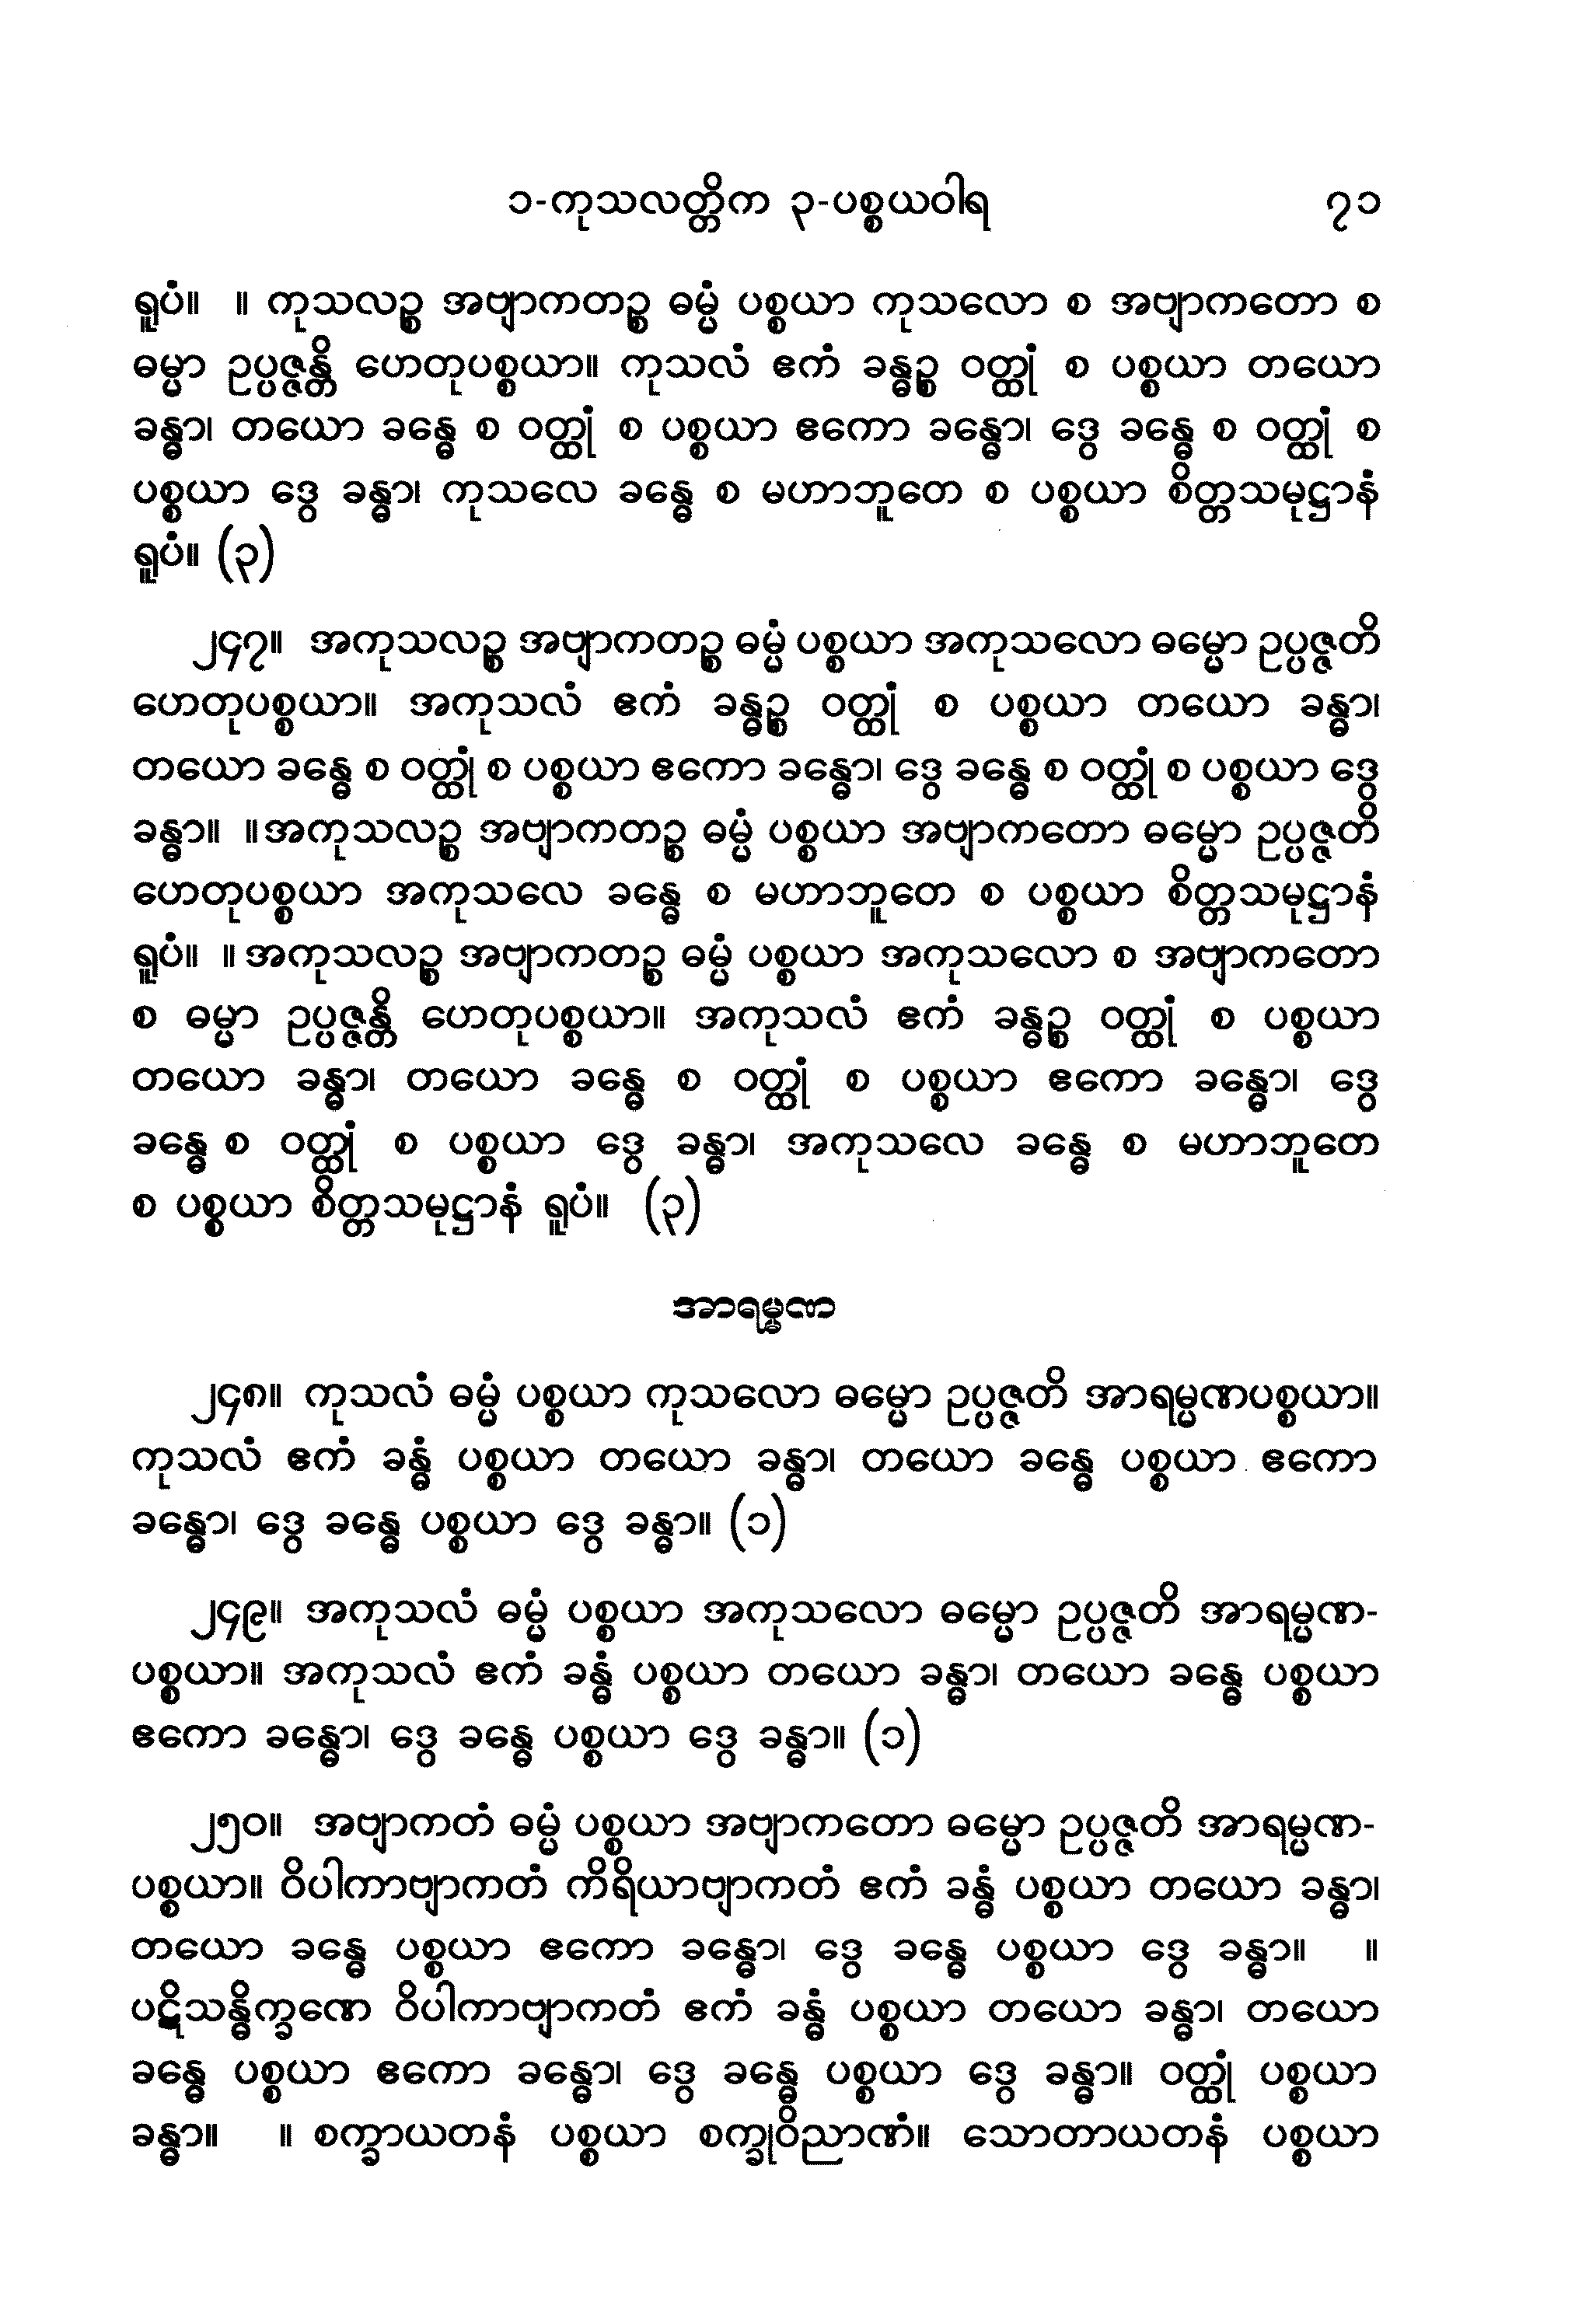 ၁-ကုသလတ္တိက ၃-ပစ္စယဝါရ ၇၁
ရူပံ။ ။ ကုသလဉ္စ အဗျာကတဉ္စ ဓမ္မံ ပစ္စယာ ကုသလော စ အဗျာကတော စ
ဓမ္မာ ဥပ္ပဇ္ဇန္တိ ဟေတုပစ္စယာ။ ကုသလံ ဧကံ ခန္ဓဉ္စ ဝတ္ထုံ စ ပစ္စယာ တယော
ခန္ဓာ၊ တယော ခန္ဓေ စ ဝတ္ထုံ စ ပစ္စယာ ဧကော ခန္ဓော၊ ဒွေ ခန္ဓေ စ ဝတ္ထုံ စ
ပစ္စယာ ဒွေ ခန္ဓာ၊ ကုသလေ ခန္ဓေ စ မဟာဘူတေ စ ပစ္စယာ စိတ္တသမုဋ္ဌာနံ
ရူပံ။ (၃)
၂၄၇။ အကုသလဉ္စ အဗျာကတဉ္စ ဓမ္မံ ပစ္စယာ အကုသလော ဓမ္မော ဥပ္ပဇ္ဇတိ
ဟေတုပစ္စယာ။ အကုသလံ ဧကံ ခန္ဓဉ္စ ဝတ္ထုံ စ ပစ္စယာ တယော ခန္ဓာ၊
တယော ခန္ဓေ စ ဝတ္ထုံ စ ပစ္စယာ ဧကော ခန္ဓော၊ ဒွေ ခန္ဓေ စ ဝတ္ထုံ စ ပစ္စယာ ဒွေ
ခန္ဓာ။ ။အကုသလဉ္စ အဗျာကတဉ္စ ဓမ္မံ ပစ္စယာ အဗျာကတော ဓမ္မော ဥပ္ပဇ္ဇတိ
ဟေတုပစ္စယာ အကုသလေ ခန္ဓေ စ မဟာဘူတေ စ ပစ္စယာ စိတ္တသမုဋ္ဌာနံ
ရူပံ။ ။အကုသလဉ္စ အဗျာကတဉ္စ ဓမ္မံ ပစ္စယာ အကုသလော စ အဗျာကတော
စ ဓမ္မာ ဥပ္ပဇ္ဇန္တိ ဟေတုပစ္စယာ။ အကုသလံ ဧကံ ခန္ဓဉ္စ ဝတ္ထုံ စ ပစ္စယာ
တယော ခန္ဓာ၊ တယော ခန္ဓေ စ ဝတ္ထုံ စ ပစ္စယာ ဧကော ခန္ဓော၊ ဒွေ
ခန္ဓေ စ ဝတ္ထုံ စ ပစ္စယာ ဒွေ ခန္ဓာ၊ အကုသလေ ခန္ဓေ စ မဟာဘူတေ
စ ပစ္စယာ စိတ္တသမုဋ္ဌာနံ ရူပံ။ (၃)
အာရမ္မဏ
၂၄၈။ ကုသလံ ဓမ္မံ ပစ္စယာ ကုသလော ဓမ္မော ဥပ္ပဇ္ဇတိ အာရမ္မဏပစ္စယာ။
ကုသလံ ဧကံ ခန္ဓံ ပစ္စယာ တယော ခန္ဓာ၊ တယော ခန္ဓေ ပစ္စယာ ဧကော
ခန္ဓော၊ ဒွေ ခန္ဓေ ပစ္စယာ ဒွေ ခန္ဓာ။ (၁)
၂၄၉။ အကုသလံ ဓမ္မံ ပစ္စယာ အကုသလော ဓမ္မော ဥပ္ပဇ္ဇတိ အာရမ္မဏ-
ပစ္စယာ။ အကုသလံ ဧကံ ခန္ဓံ ပစ္စယာ တယော ခန္ဓာ၊ တယော ခန္ဓေ ပစ္စယာ
ဧကော ခန္ဓော၊ ဒွေ ခန္ဓေ ပစ္စယာ ဒွေ ခန္ဓာ။ (၁)
၂၅၀။ အဗျာကတံ ဓမ္မံ ပစ္စယာ အဗျာကတော ဓမ္မော ဥပ္ပဇ္ဇတိ အာရမ္မဏ-
ပစ္စယာ။ ဝိပါကာဗျာကတံ ကိရိယာဗျာကတံ ဧကံ ခန္ဓံ ပစ္စယာ တယော ခန္ဓာ၊
တယော ခန္ဓေ ပစ္စယာ ဧကော ခန္ဓော၊ ဒွေ ခန္ဓေ ပစ္စယာ ဒွေ ခန္ဓာ။ ။
ပဋိသန္ဓိက္ခဏေ ဝိပါကာဗျာကတံ ဧကံ ခန္ဓံ ပစ္စယာ တယော ခန္ဓာ၊ တယော
ခန္ဓေ ပစ္စယာ ဧကော ခန္ဓော၊ ဒွေ ခန္ဓေ ပစ္စယာ ဒွေ ခန္ဓာ။ ဝတ္ထုံ ပစ္စယာ
ခန္ဓာ။ ။ စက္ခာယတနံ ပစ္စယာ စက္ခုဝိညာဏံ။ သောတာယတနံ ပစ္စယာ